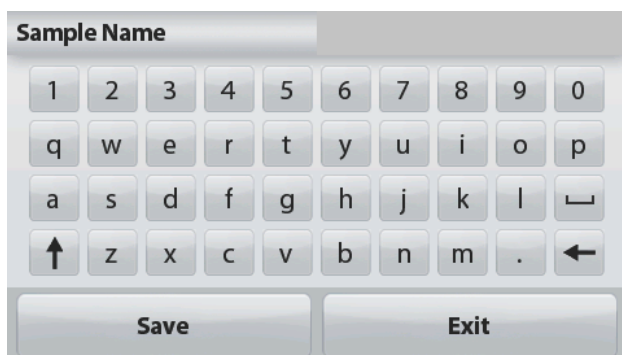 Sample Name
1 2 3 4 5 6 7 8 9 0
q w e r t y u i o p
a s d f g h j k l
z x c v b n m .
Save Exit